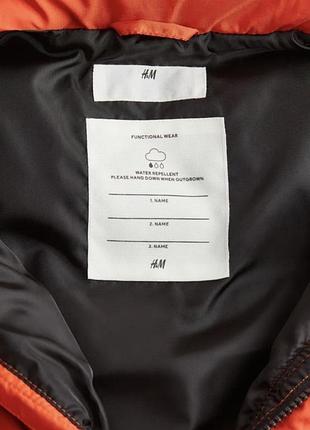 H&M
FUNCTIONAL WEAR
WATER REPELLENT
PLEASE HAND DOWN WHEN OUTGROWN
1. NAME
2. NAME
3. NAME
H&M